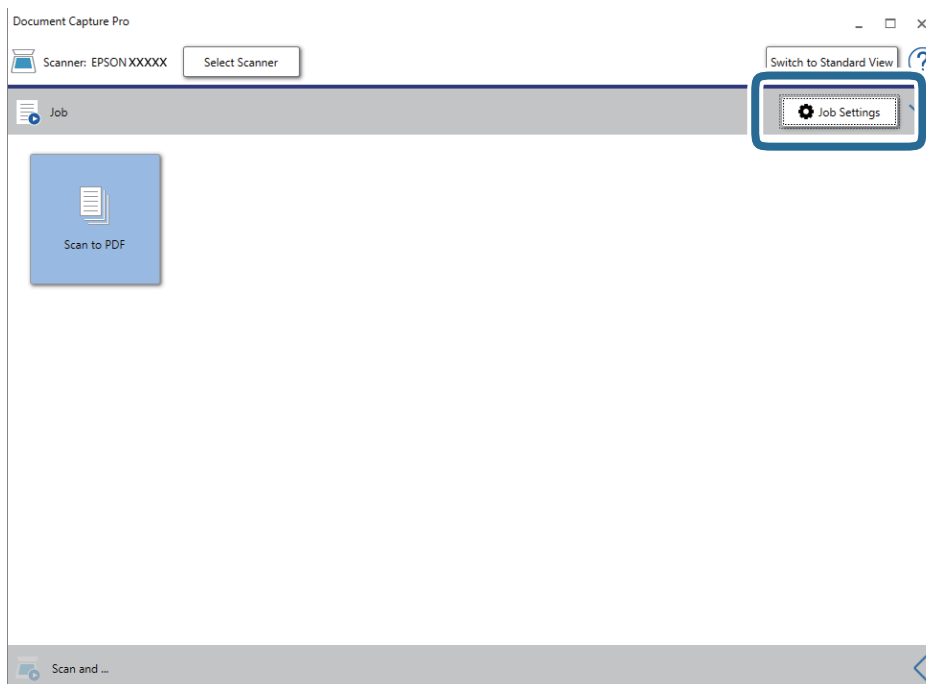 Document Capture Pro
Scanner: EPSON XXXXX
Select Scanner
Switch to Standard View
?
Job
Job Settings
Scan to PDF
Scan and ...